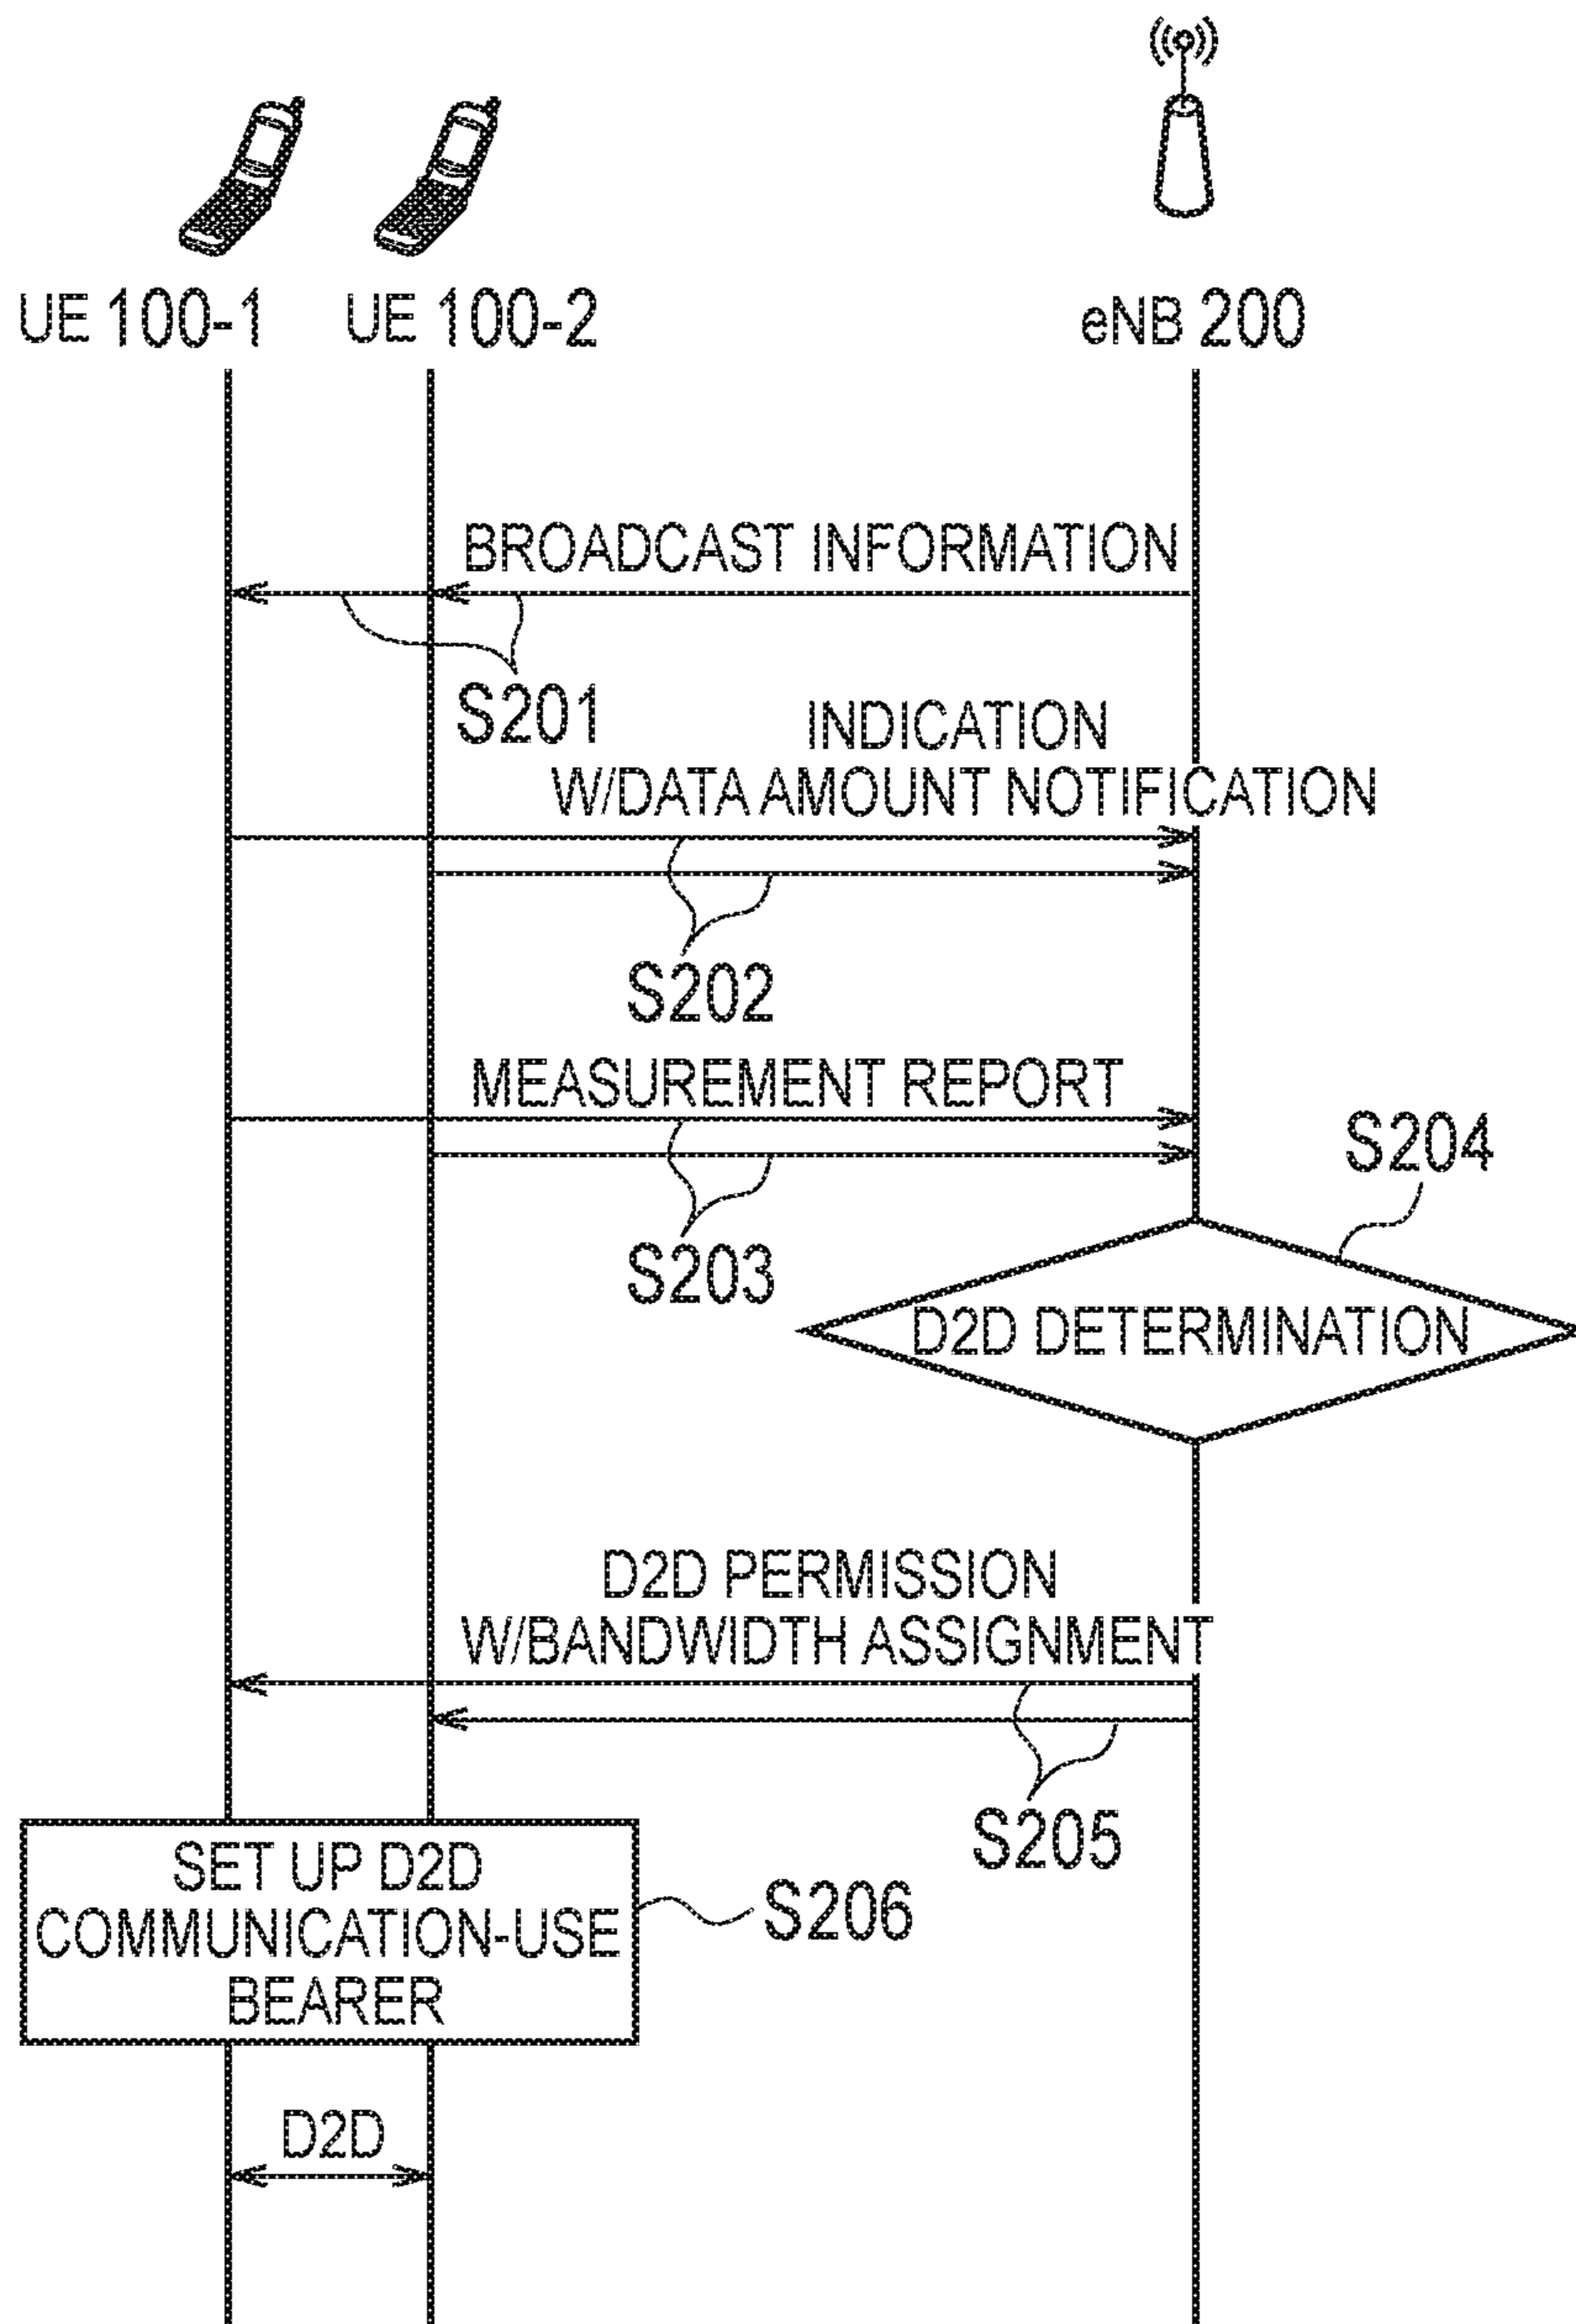 UE 100-1 UE 100-2 eNB 200
BROADCAST INFORMATION
S201
INDICATION
W/DATA AMOUNT NOTIFICATION
S202
MEASUREMENT REPORT
S203
S204
D2D DETERMINATION
D2D PERMISSION
W/BANDWIDTH ASSIGNMENT
S205
SET UP D2D
COMMUNICATION-USE
BEARER
S206
D2D